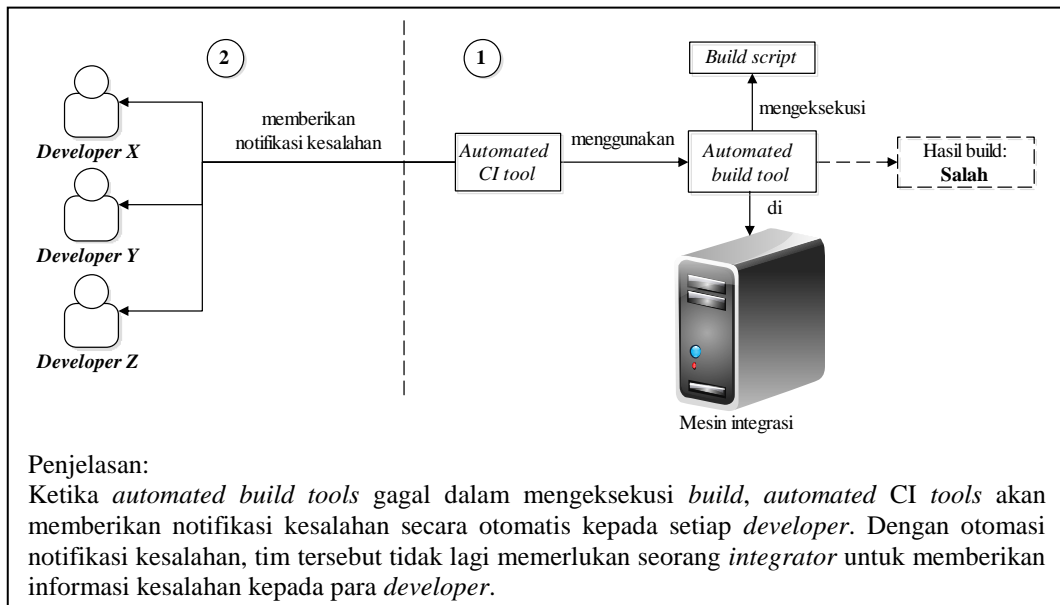 2
1
Build script
mengeksekusi
memberikan
notifikasi kesalahan
Developer X
Automated
CI tool
menggunakan
Automated
build tool
Hasil build:
Salah
di
Developer Y
Developer Z
Mesin integrasi
Penjelasan:
Ketika automated build tools gagal dalam mengeksekusi build, automated CI tools akan
memberikan notifikasi kesalahan secara otomatis kepada setiap developer. Dengan otomasi
notifikasi kesalahan, tim tersebut tidak lagi memerlukan seorang integrator untuk memberikan
informasi kesalahan kepada para developer.